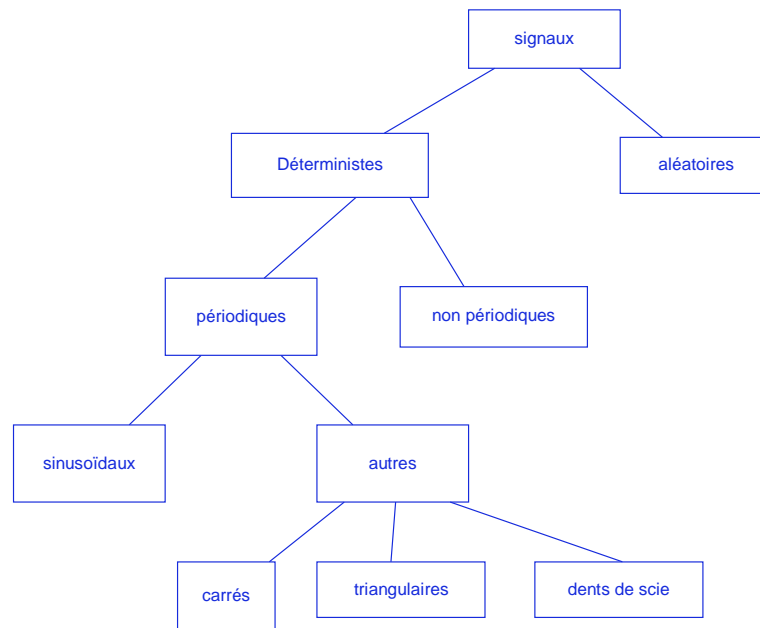 signaux
Déterministes
aléatoires
périodiques
non périodiques
sinusoïdaux
autres
carrés
triangulaires
dents de scie